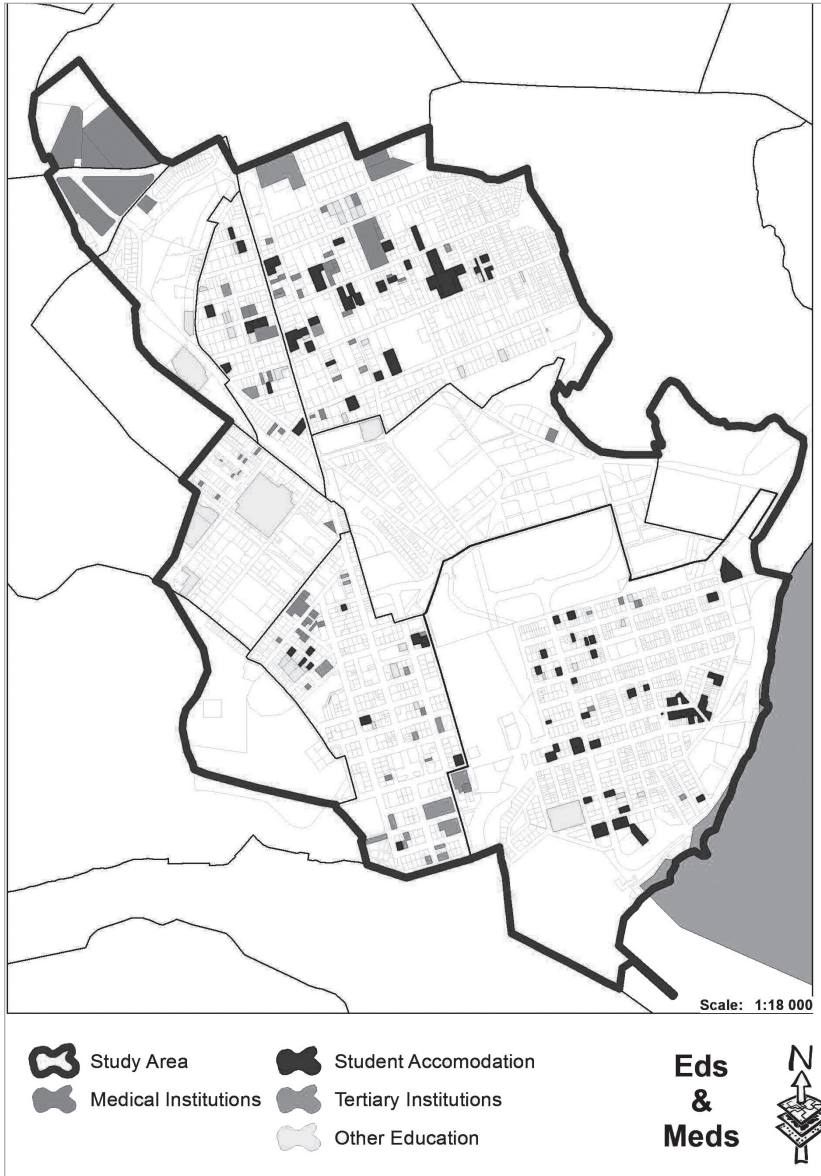 Scale: 1:18 000
Study Area
Student Accomodation
Medical Institutions
Tertiary Institutions
Other Education
Eds
&
Meds
N